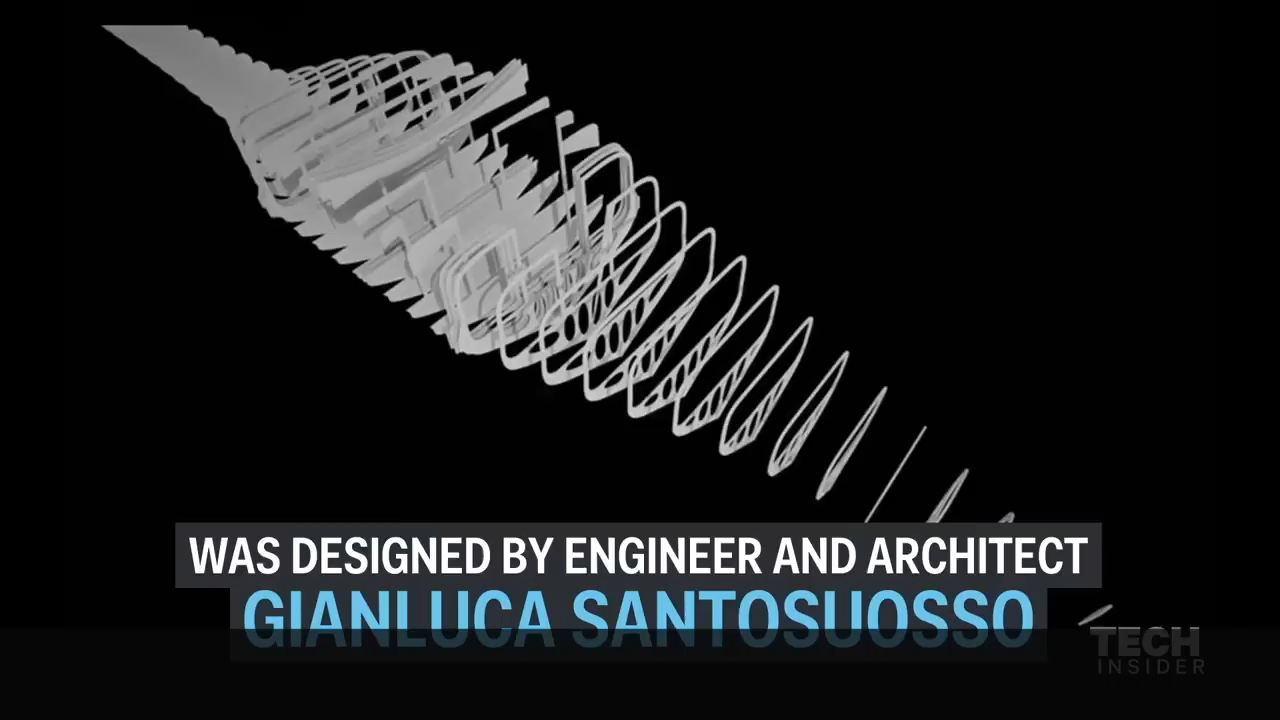 WAS DESIGNED BY ENGINEER AND ARCHITECT
GIANLUCA SANTOSUOSSO
TECH
INSIDER